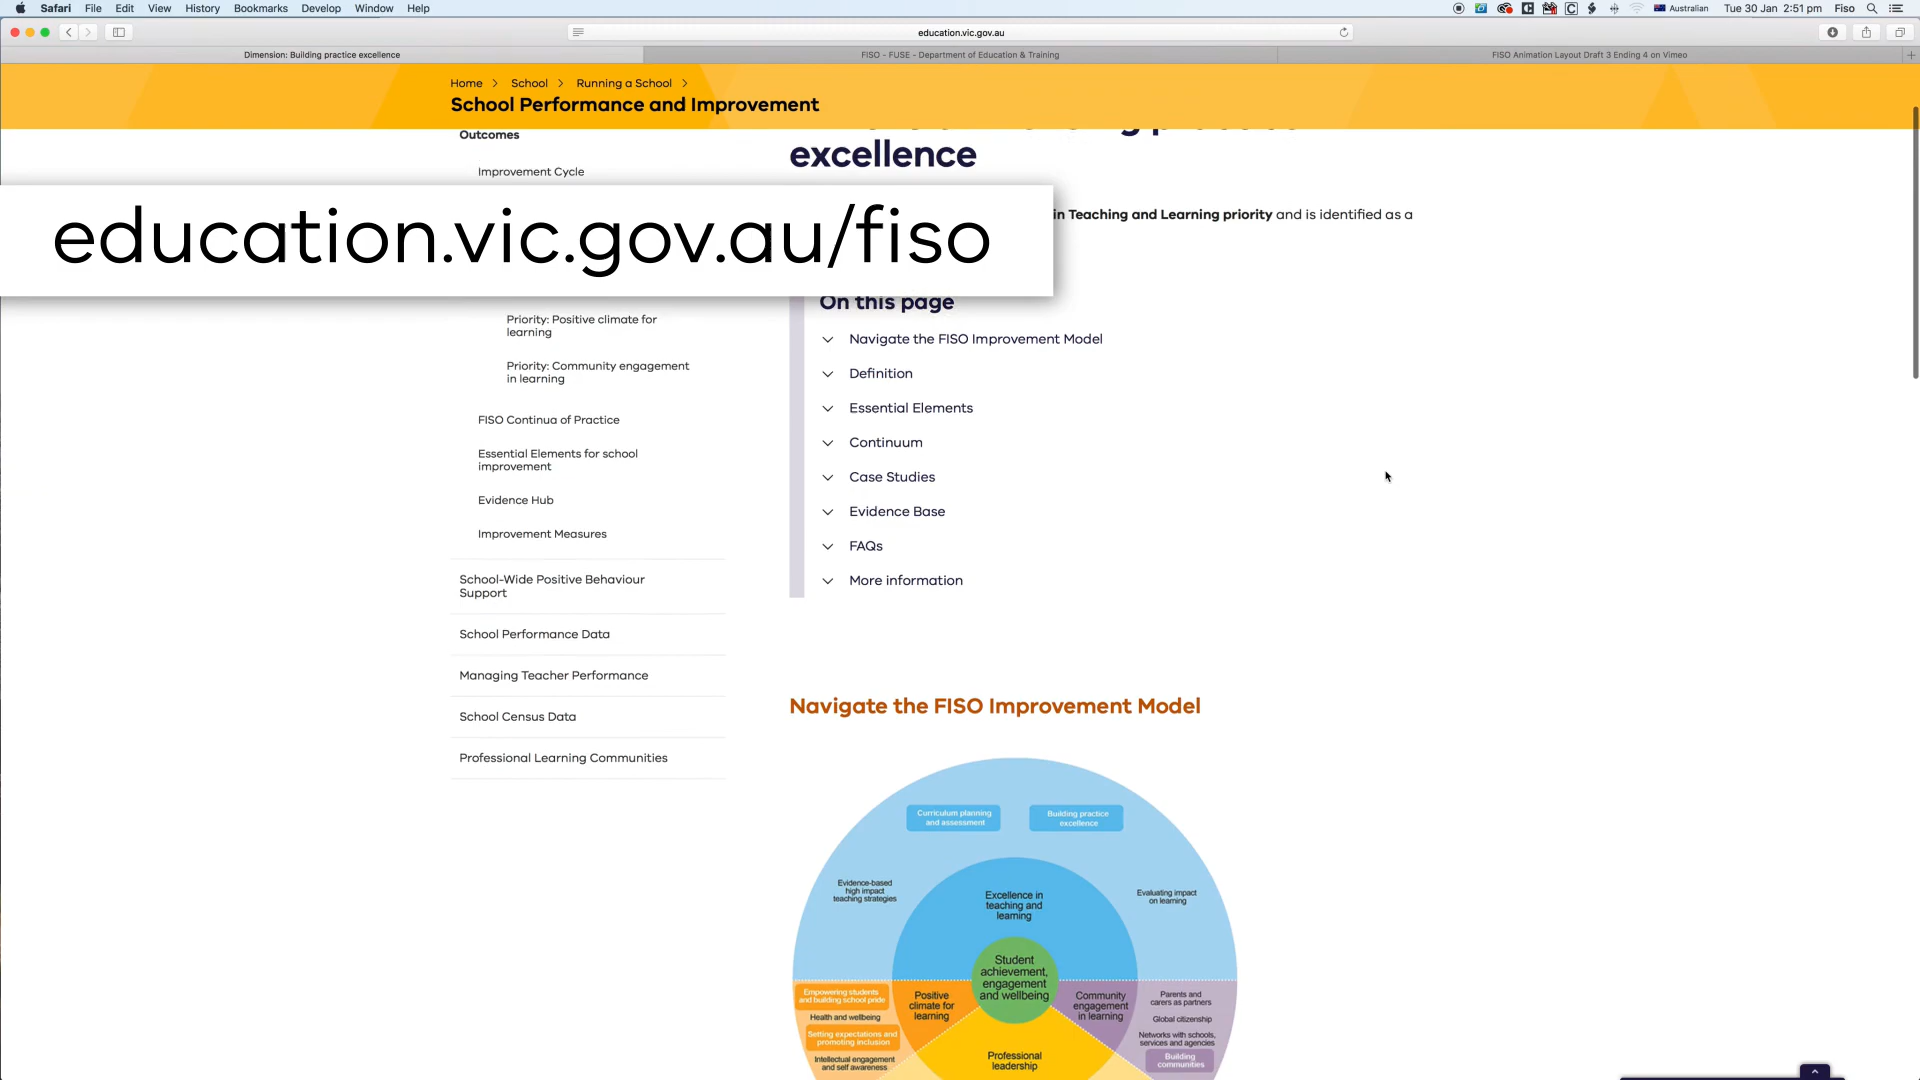 Safari File Edit View History Bookmarks Develop Window Help
Australian Tue 30 Jan 2:51 pm Fiso
education.vic.gov.au
Dimension: Building practice excellence
FISO - FUSE - Department of Education & Training
FISO Animation Layout Draft 3 Ending 4 on Vimeo
Home > School > Running a School >
School Performance and Improvement
Outcomes
Improvement Cycle
excellence
in Teaching and Learning priority and is identified as a
education.vic.gov.au/fiso
Priority: Positive climate for
learning
Priority: Community engagement
in learning
FISO Continua of Practice
Essential Elements for school
improvement
Evidence Hub
Improvement Measures
School-Wide Positive Behaviour
Support
School Performance Data
Managing Teacher Performance
School Census Data
Professional Learning Communities
On this page
Navigate the FISO Improvement Model
Definition
Essential Elements
Continuum
Case Studies
Evidence Base
FAQs
More information
Navigate the FISO Improvement Model
Curriculum planning
and assessment
Building practice
excellence
Evidence-based
high impact
teaching strategies
Excellence in
teaching and
learning
Evaluating impact
on learning
Student
achievement,
engagement
and wellbeing
Empowering students
and building school pride
Health and wellbeing
Setting expectations and
promoting inclusion
Intellectual engagement
and self awareness
Positive
climate for
learning
Community
engagement
in learning
Parents and
carers as partners
Global citizenship
Networks with schools,
services and agencies
Building
communities
Professional
leadership